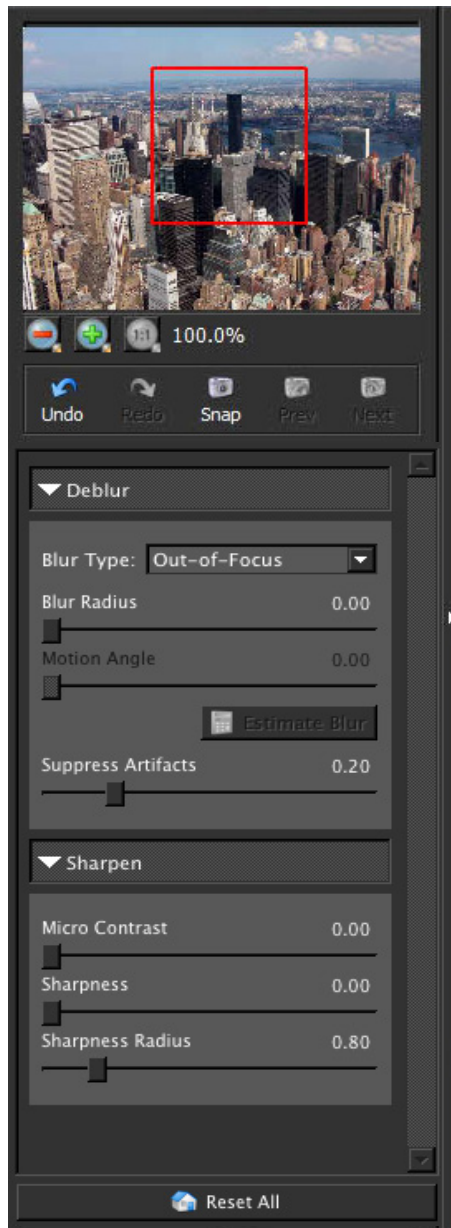 1:1 100.0%
Undo Redo Snap Prev Next
Deblur
Blur Type: Out-of-Focus
Blur Radius 0.00
Motion Angle 0.00
Estimate Blur
Suppress Artifacts 0.20
Sharpen
Micro Contrast 0.00
Sharpness 0.00
Sharpness Radius 0.80
Reset All